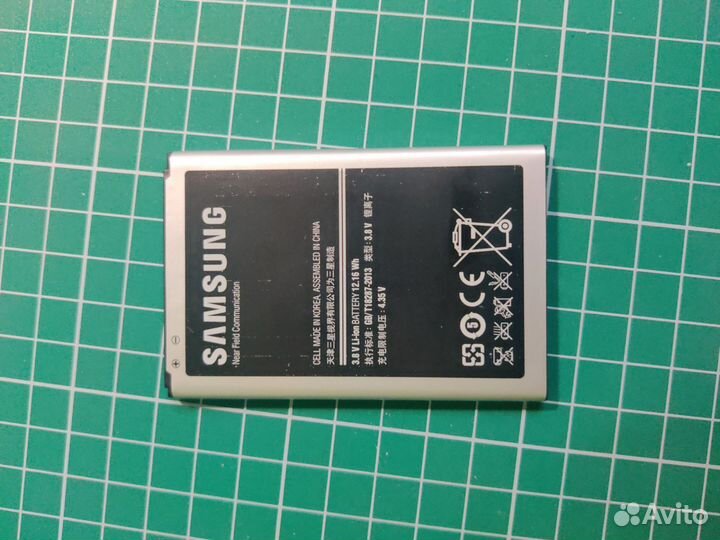 SAMSUNG
Near Field Communication
CELL MADE IN KOREA, ASSEMBLED IN CHINA
天津三星视界有限公司为三星制造
3.8 V Li-Ion BATTERY 12.16 Wh
执行标准: GB/T18287-2013 类型: 3.8 V 锂离子
充电限制电压: 4.35 V
5
CE
Avito